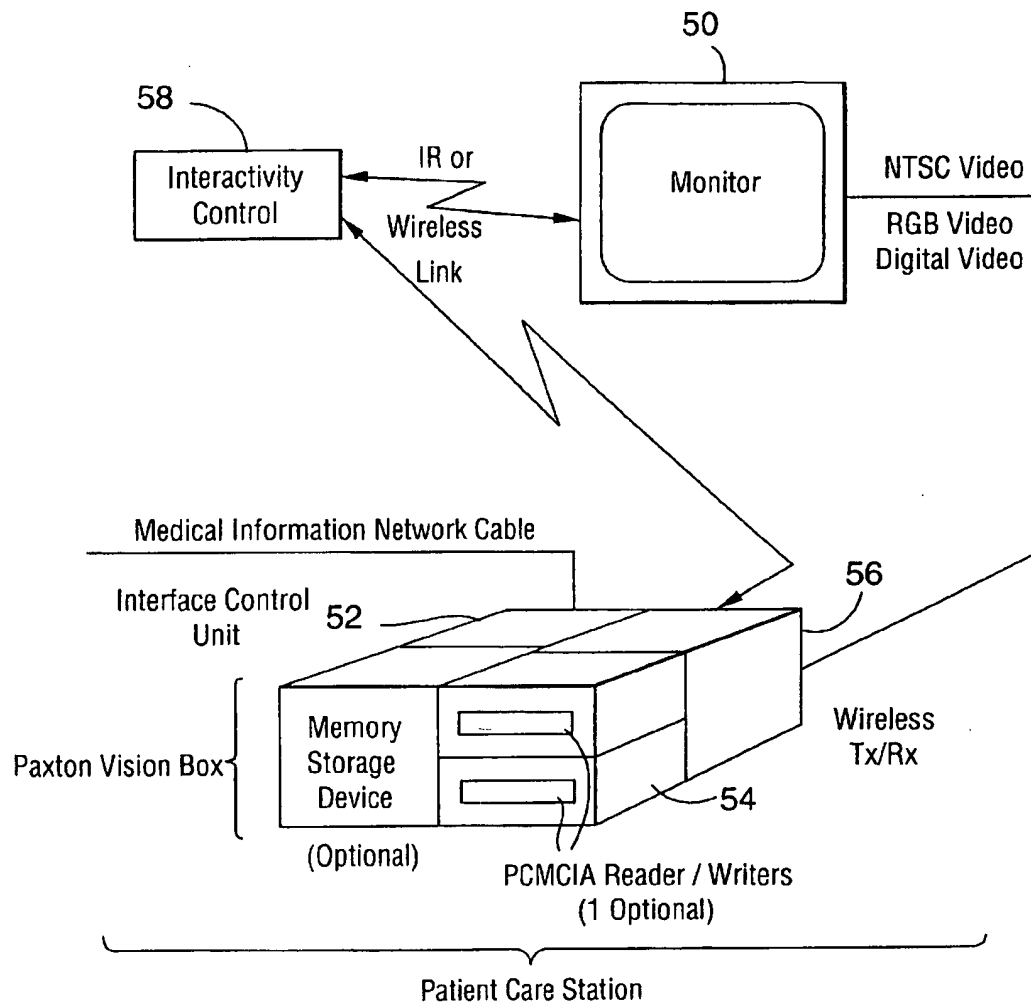 50
58
Interactivity
Control
IR or
Wireless
Link
Monitor
NTSC Video
RGB Video
Digital Video
Medical Information Network Cable
Interface Control
Unit
52
56
Paxton Vision Box
Memory
Storage
Device
(Optional)
Wireless
Tx/Rx
54
PCMCIA Reader / Writers
(1 Optional)
Patient Care Station